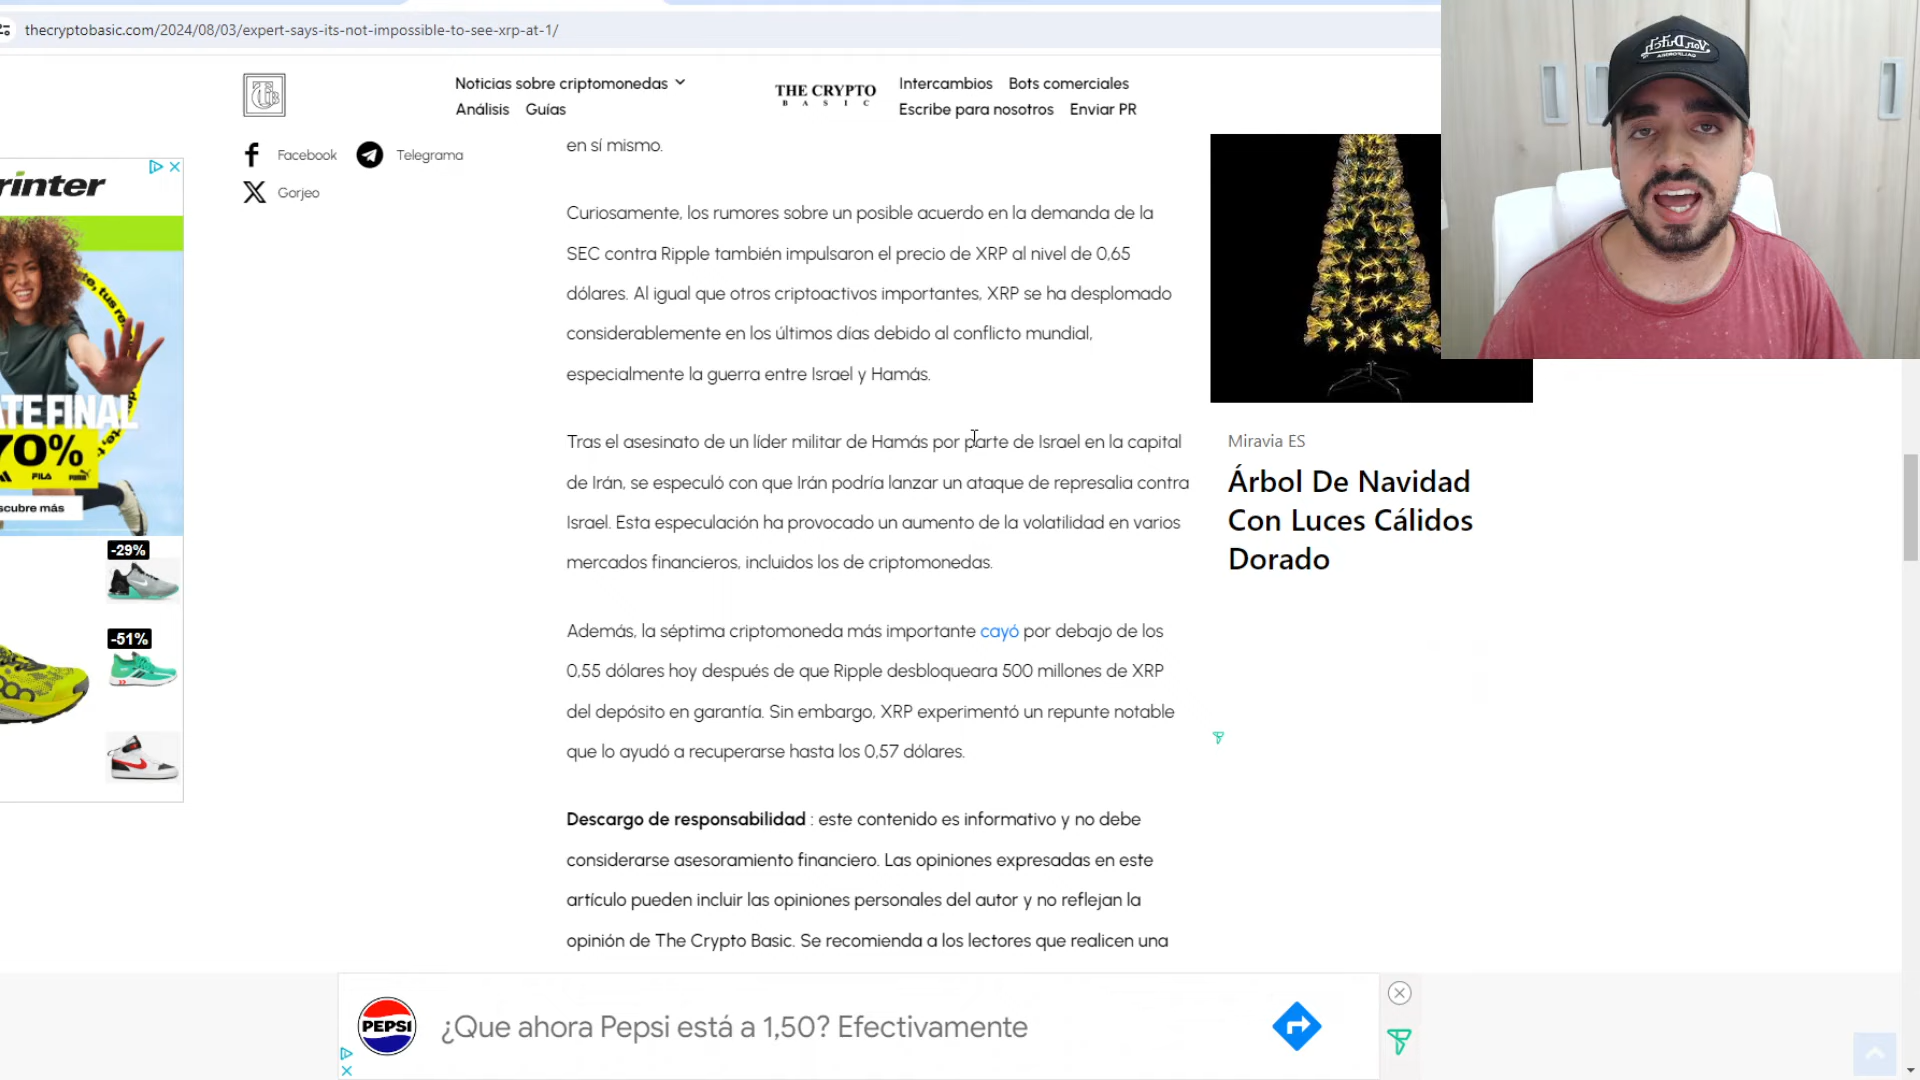 thecryptobasic.com/2024/08/03/expert-says-its-not-impossible-to-see-xrp-at-1/
Noticias sobre criptomonedas
Análisis Guías
THE CRYPTO
BASIC
Intercambios Bots comerciales
Escribe para nosotros Enviar PR
Facebook Telegrama
Gorjeo
en sí mismo.
Curiosamente, los rumores sobre un posible acuerdo en la demanda de la
SEC contra Ripple también impulsaron el precio de XRP al nivel de 0,65
dólares. Al igual que otros criptoactivos importantes, XRP se ha desplomado
considerablemente en los últimos días debido al conflicto mundial,
especialmente la guerra entre Israel y Hamás.
Tras el asesinato de un líder militar de Hamás por parte de Israel en la capital
de Irán, se especuló con que Irán podría lanzar un ataque de represalia contra
Israel. Esta especulación ha provocado un aumento de la volatilidad en varios
mercados financieros, incluidos los de criptomonedas.
Además, la séptima criptomoneda más importante cayó por debajo de los
0,55 dólares hoy después de que Ripple desbloqueara 500 millones de XRP
del depósito en garantía. Sin embargo, XRP experimentó un repunte notable
que lo ayudó a recuperarse hasta los 0,57 dólares.
Descargo de responsabilidad : este contenido es informativo y no debe
considerarse asesoramiento financiero. Las opiniones expresadas en este
artículo pueden incluir las opiniones personales del autor y no reflejan la
opinión de The Crypto Basic. Se recomienda a los lectores que realicen una
rinter
ATE FINAL
70%
FILA PUMA
scubre más
-29%
-51%
Miravia ES
Árbol De Navidad
Con Luces Cálidos
Dorado
PEPSI
¿Que ahora Pepsi está a 1,50? Efectivamente
Von Dutch